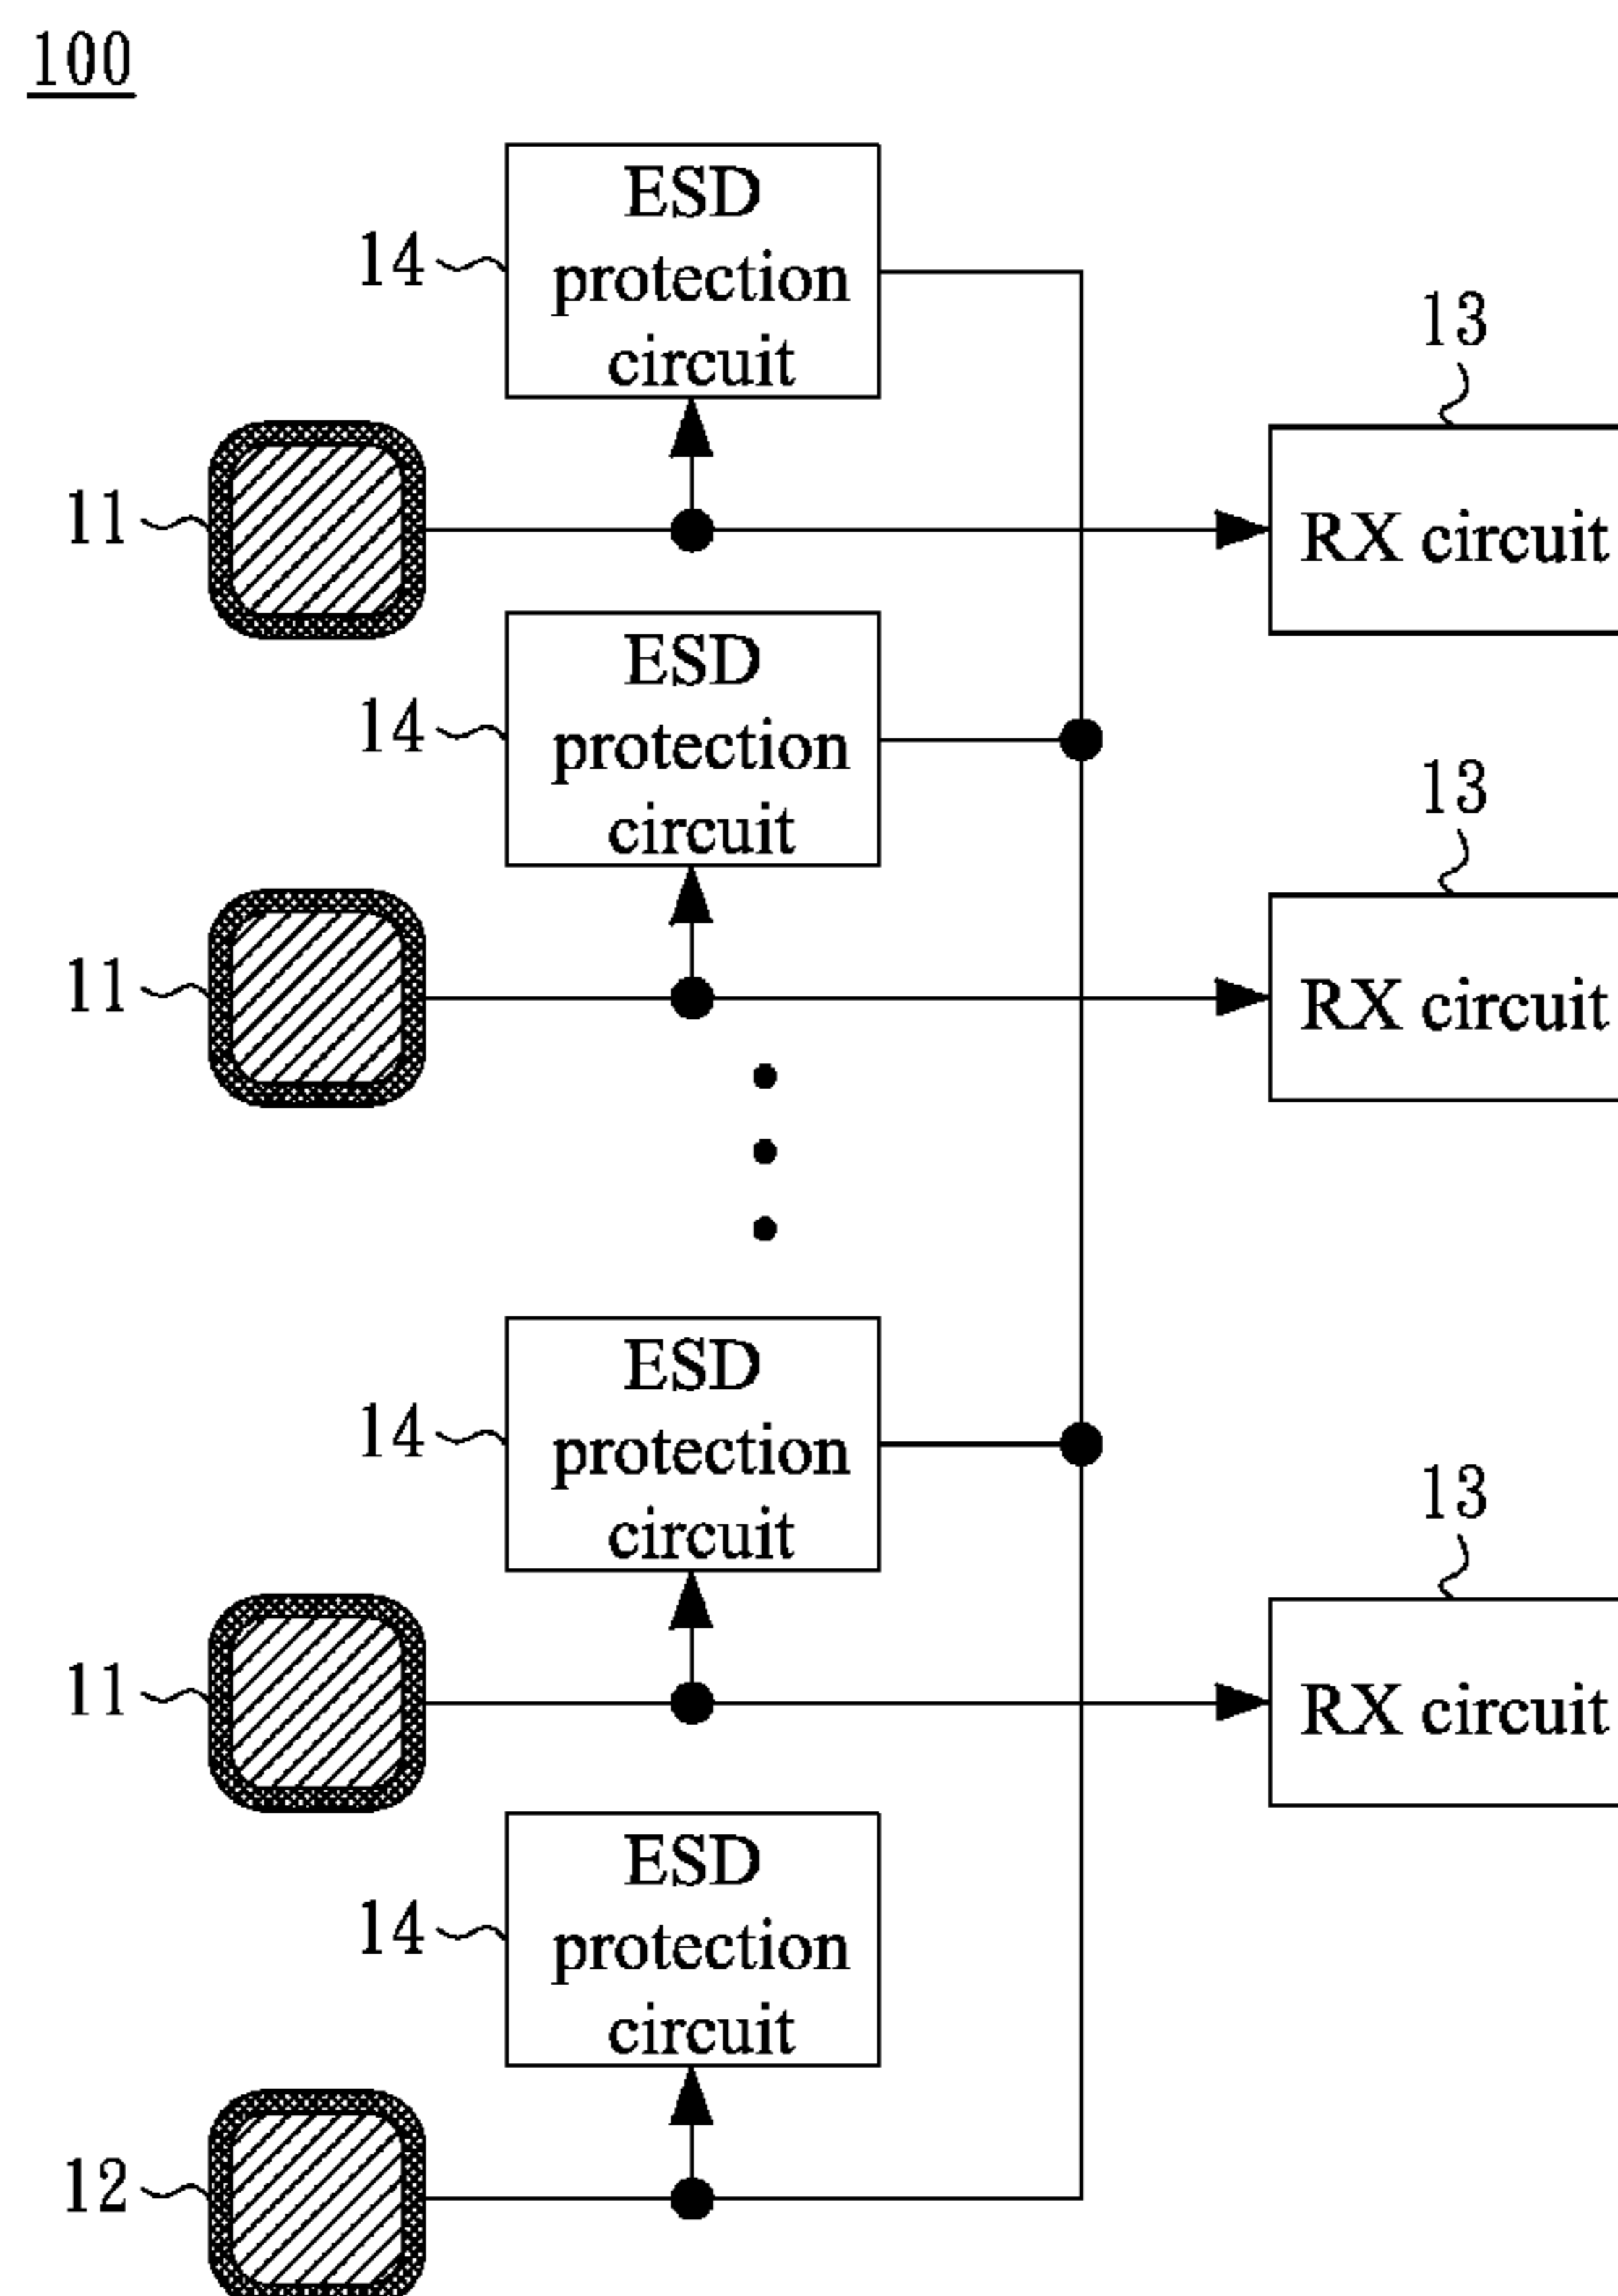 100
ESD
14
protection
circuit
13
11
RX circuit
ESD
14
protection
circuit
13
11
RX circuit
ESD
14
protection
circuit
13
11
RX circuit
ESD
14
protection
circuit
12